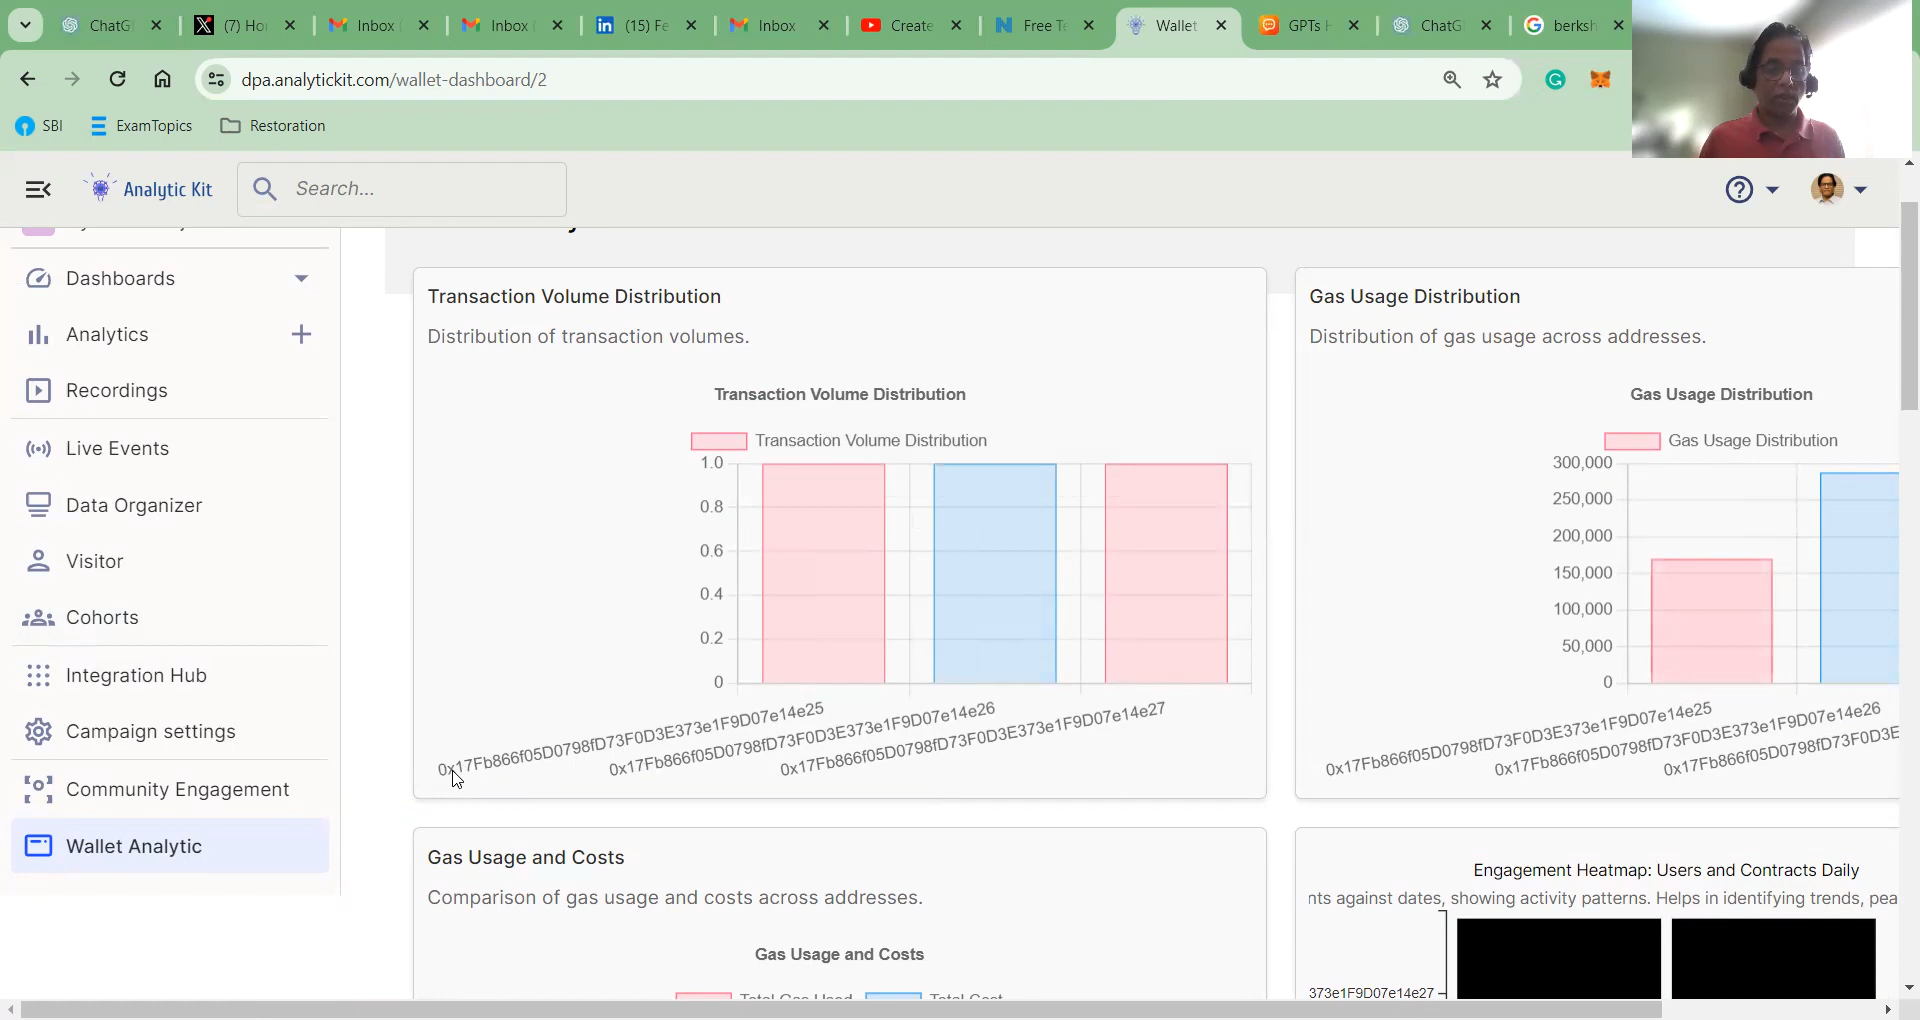 ChatG
(7) Ho
Inbox
Inbox
(15) Fe
Inbox
Create
Free Te
Wallet
GPTs
ChatG
berksh
dpa.analytickit.com/wallet-dashboard/2
SBI
ExamTopics
Restoration
Analytic Kit
Search...
Dashboards
Analytics
Recordings
Live Events
Data Organizer
Visitor
Cohorts
Integration Hub
Campaign settings
Community Engagement
Wallet Analytic
Transaction Volume Distribution
Distribution of transaction volumes.
Transaction Volume Distribution
Transaction Volume Distribution
1.0
0.8
0.6
0.4
0.2
0
0x17Fb866f05D0798fD73F0D3E373e1F9D07e14e25
0x17Fb866f05D0798fD73F0D3E373e1F9D07e14e26
0x17Fb866f05D0798fD73F0D3E373e1F9D07e14e27
Gas Usage Distribution
Distribution of gas usage across addresses.
Gas Usage Distribution
Gas Usage Distribution
300,000
250,000
200,000
150,000
100,000
50,000
0
0x17Fb866f05D0798fD73F0D3E373e1F9D07e14e25
0x17Fb866f05D0798fD73F0D3E373e1F9D07e14e26
0x17Fb866f05D0798fD73F0D3E
Gas Usage and Costs
Comparison of gas usage and costs across addresses.
Gas Usage and Costs
Total Gas Used
Total Cost
Engagement Heatmap: Users and Contracts Daily
nts against dates, showing activity patterns. Helps in identifying trends, pea
373e1F9D07e14e27